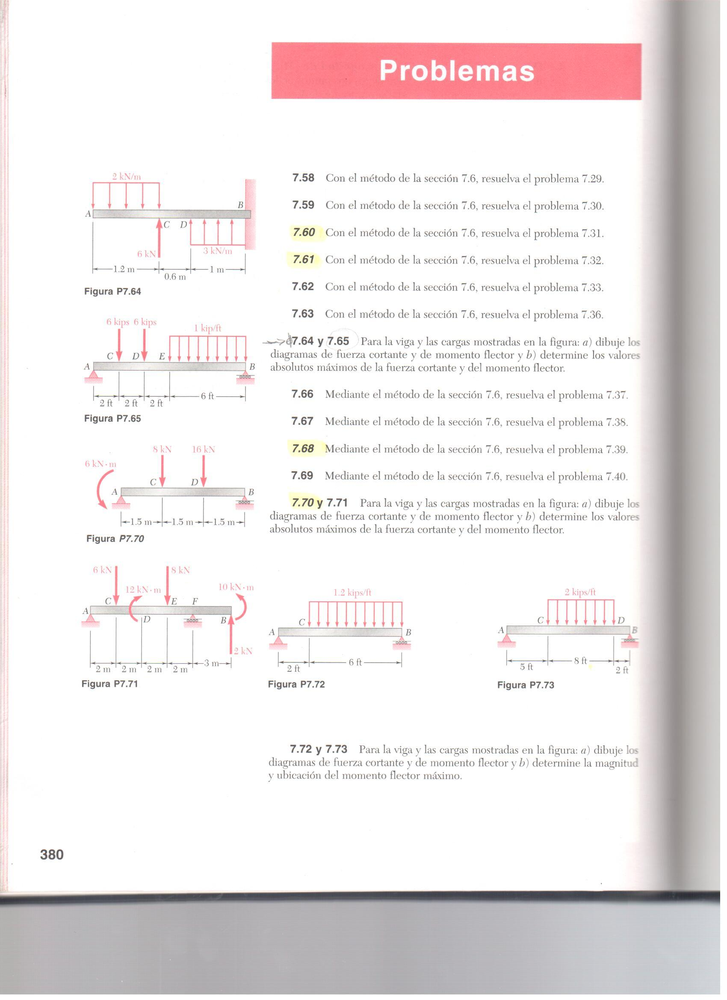 Problemas
7.58 Con el método de la sección 7.6, resuelva el problema 7.29.
7.59 Con el método de la sección 7.6, resuelva el problema 7.30.
7.60 Con el método de la sección 7.6, resuelva el problema 7.31.
7.61 Con el método de la sección 7.6, resuelva el problema 7.32.
7.62 Con el método de la sección 7.6, resuelva el problema 7.33.
7.63 Con el método de la sección 7.6, resuelva el problema 7.36.
7.64 y 7.65 Para la viga y las cargas mostradas en la figura: a) dibuje los
diagramas de fuerza cortante y de momento flector y b) determine los valores
absolutos máximos de la fuerza cortante y del momento flector.
7.66 Mediante el método de la sección 7.6, resuelva el problema 7.37.
7.67 Mediante el método de la sección 7.6, resuelva el problema 7.38.
7.68 Mediante el método de la sección 7.6, resuelva el problema 7.39.
7.69 Mediante el método de la sección 7.6, resuelva el problema 7.40.
7.70 y 7.71 Para la viga y las cargas mostradas en la figura: a) dibuje los
diagramas de fuerza cortante y de momento flector y b) determine los valores
absolutos máximos de la fuerza cortante y del momento flector.
2 kN/m
B
A
C D
6 kN
3 kN/m
1.2 m
1 m
0.6 m
Figura P7.64
6 kips 6 kips
1 kip/ft
C D E
A B
6 ft
2 ft 2 ft 2 ft
Figura P7.65
8 kN 16 kN
6 kN·m
C D
A B
1.5 m 1.5 m 1.5 m
Figura P7.70
6 kN 8 kN
12 kN·m 10 kN·m
C E F
A
D B
2 kN
3 m
2 m 2 m 2 m 2 m
Figura P7.71
1.2 kips/ft
C
A B
6 ft
2 ft
Figura P7.72
2 kips/ft
C D
A B
8 ft
5 ft 2 ft
Figura P7.73
7.72 y 7.73 Para la viga y las cargas mostradas en la figura: a) dibuje los
diagramas de fuerza cortante y de momento flector y b) determine la magnitud
y ubicación del momento flector máximo.
380